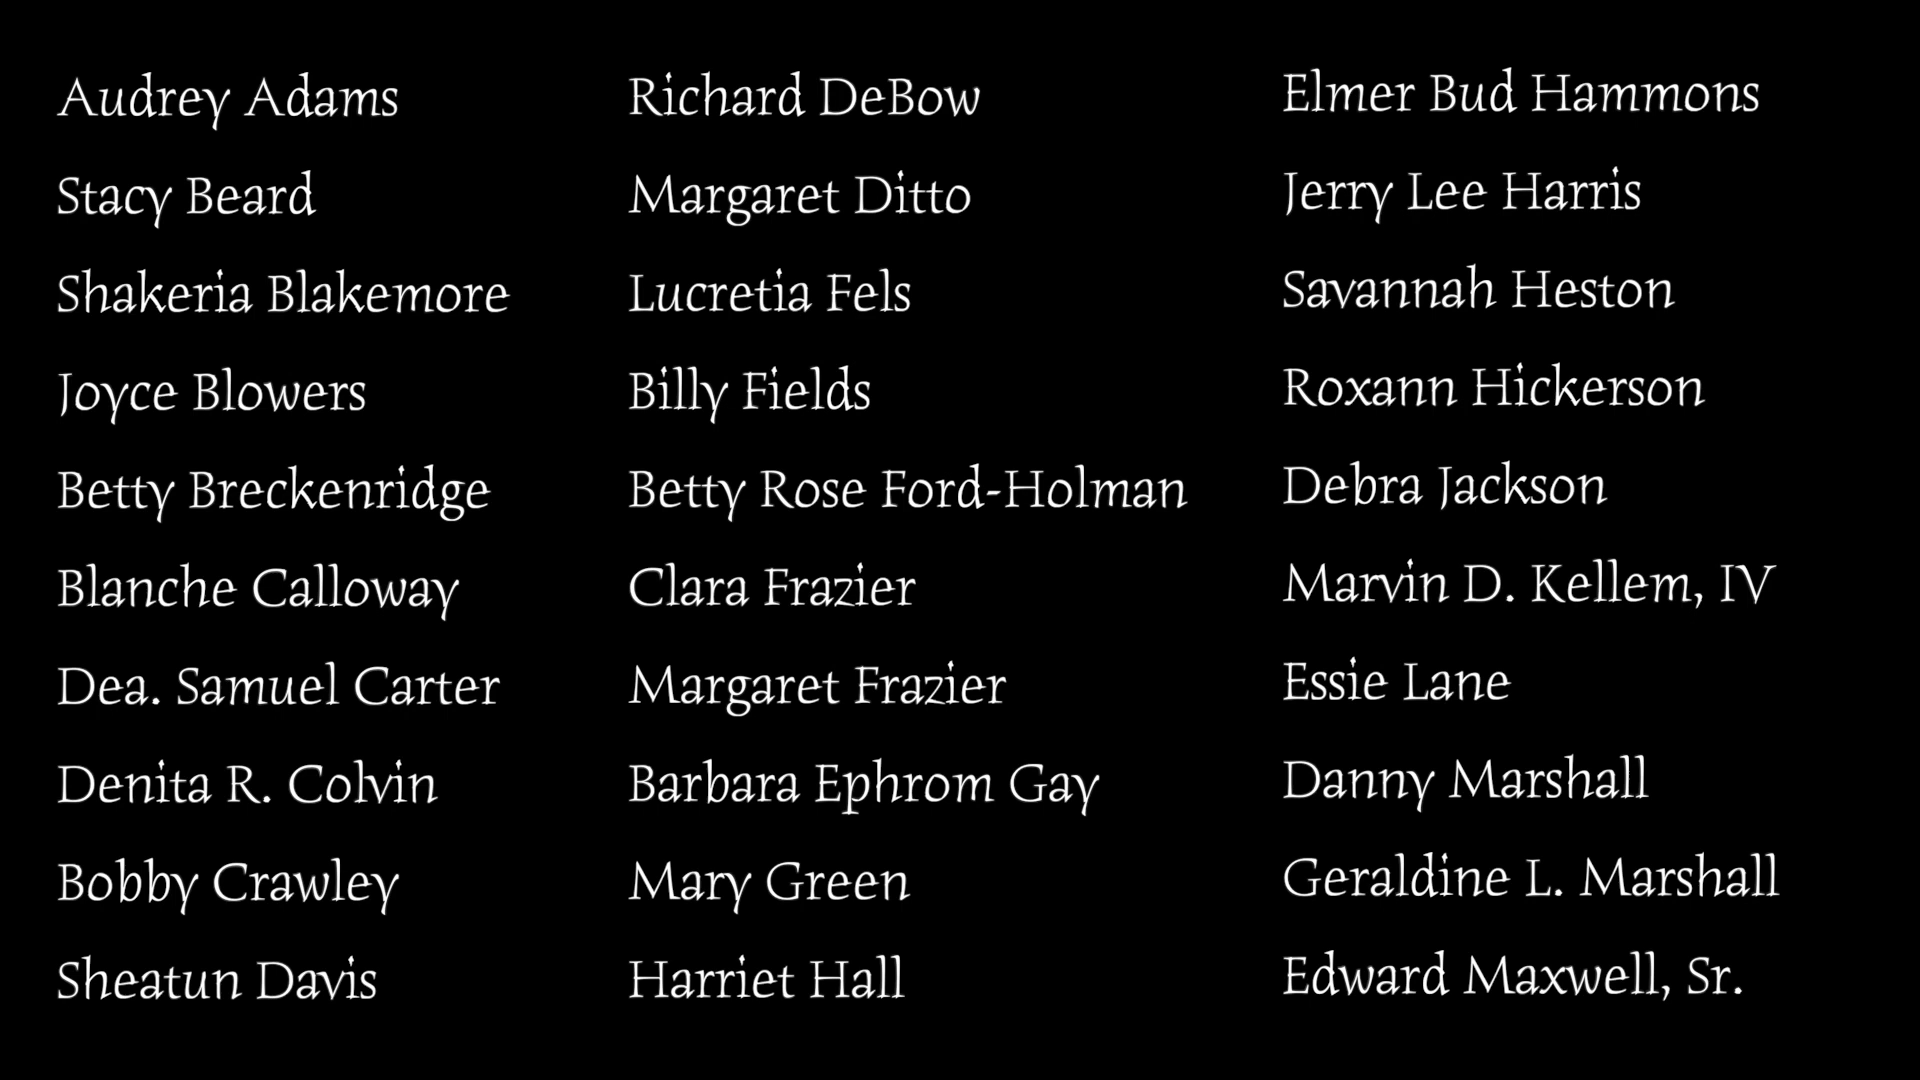 Audrey Adams
Stacy Beard
Shakeria Blakemore
Joyce Blowers
Betty Breckenridge
Blanche Calloway
Dea. Samuel Carter
Denita R. Colvin
Bobby Crawley
Sheatun Davis
Richard DeBow
Margaret Ditto
Lucretia Fels
Billy Fields
Betty Rose Ford-Holman
Clara Frazier
Margaret Frazier
Barbara Ephrom Gay
Mary Green
Harriet Hall
Elmer Bud Hammons
Jerry Lee Harris
Savannah Heston
Roxann Hickerson
Debra Jackson
Marvin D. Kellem, IV
Essie Lane
Danny Marshall
Geraldine L. Marshall
Edward Maxwell, Sr.